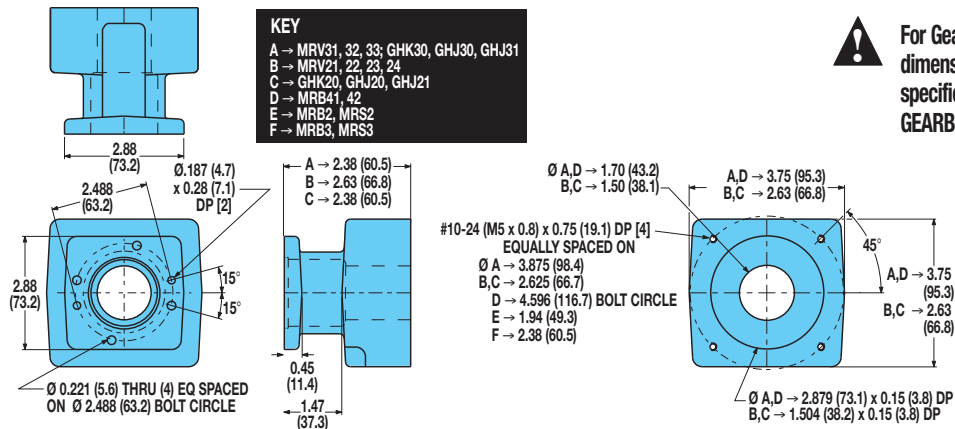 KEY
A → MRV31, 32, 33; GHK30, GHJ30, GHJ31
B → MRV21, 22, 23, 24
C → GHK20, GHJ20, GHJ21
D → MRB41, 42
E → MRB2, MRS2
F → MRB3, MRS3
For Gea
dimens
specific
GEARB
2.88
(73.2)
2.488
(63.2)
Ø.187 (4.7)
x 0.28 (7.1)
DP [2]
15°
15°
2.88
(73.2)
Ø 0.221 (5.6) THRU (4) EQ SPACED
ON Ø 2.488 (63.2) BOLT CIRCLE
A → 2.38 (60.5)
B → 2.63 (66.8)
C → 2.38 (60.5)
0.45
(11.4)
1.47
(37.3)
Ø A,D → 1.70 (43.2)
B,C → 1.50 (38.1)
A,D → 3.75 (95.3)
B,C → 2.63 (66.8)
#10-24 (M5 x 0.8) x 0.75 (19.1) DP [4]
EQUALLY SPACED ON
Ø A → 3.875 (98.4)
B,C → 2.625 (66.7)
D → 4.596 (116.7) BOLT CIRCLE
E → 1.94 (49.3)
F → 2.38 (60.5)
45°
A,D → 3.75
(95.3)
B,C → 2.63
(66.8)
Ø A,D → 2.879 (73.1) x 0.15 (3.8) DP
B,C → 1.504 (38.2) x 0.15 (3.8) DP